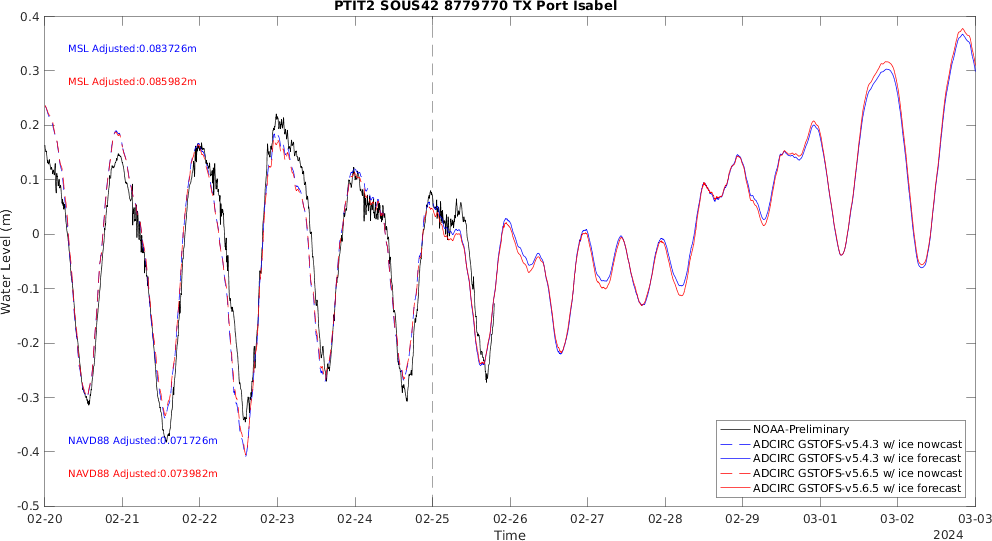 PTIT2 SOUS42 8779770 TX Port Isabel
0.4
0.3
0.2
0.1
0
-0.1
-0.2
-0.3
-0.4
-0.5
Water Level (m)
MSL Adjusted:0.083726m
MSL Adjusted:0.085982m
NAVD88 Adjusted:0.071726m
NAVD88 Adjusted:0.073982m
NOAA-Preliminary
ADCIRC GSTOFS-v5.4.3 w/ ice nowcast
ADCIRC GSTOFS-v5.4.3 w/ ice forecast
ADCIRC GSTOFS-v5.6.5 w/ ice nowcast
ADCIRC GSTOFS-v5.6.5 w/ ice forecast
02-20 02-21 02-22 02-23 02-24 02-25 02-26 02-27 02-28 02-29 03-01 03-02 03-03
Time
2024